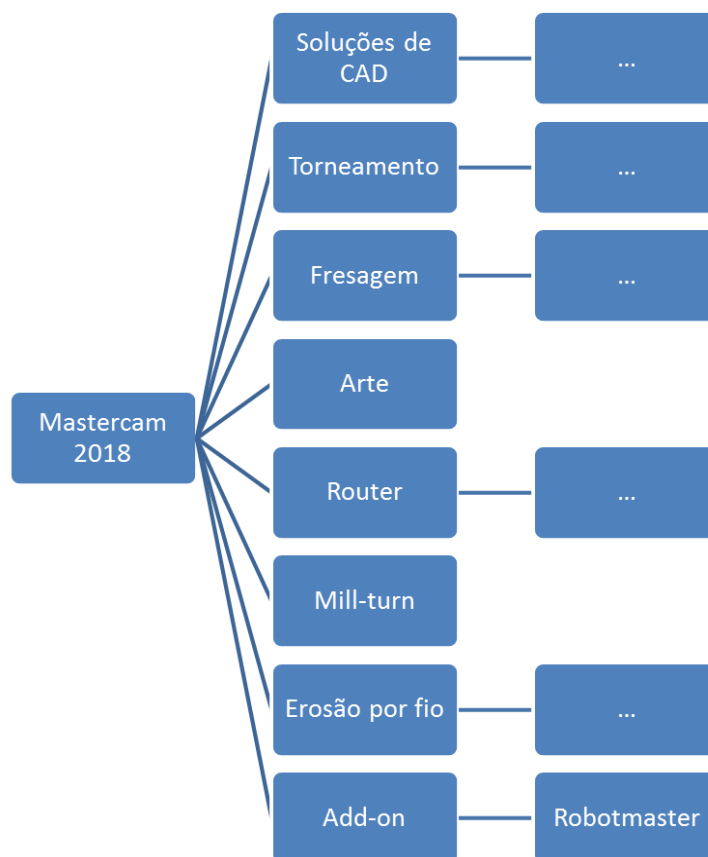 Soluções de
CAD
...
Torneamento
...
Fresagem
...
Arte
Mastercam
2018
Router
...
Mill-turn
Erosão por fio
...
Add-on
Robotmaster